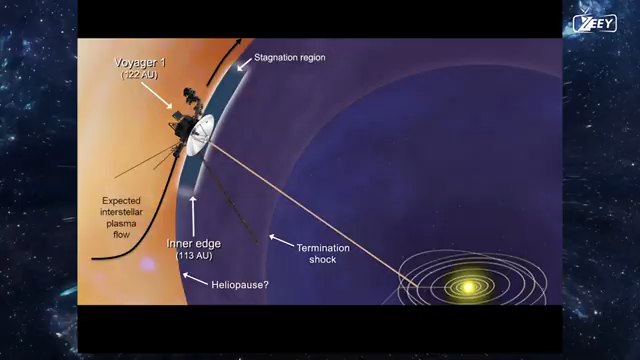 ZEEY
Voyager 1
(122 AU)
Stagnation region
Expected
interstellar
plasma
flow
Inner edge
(113 AU)
Termination
shock
Heliopause?